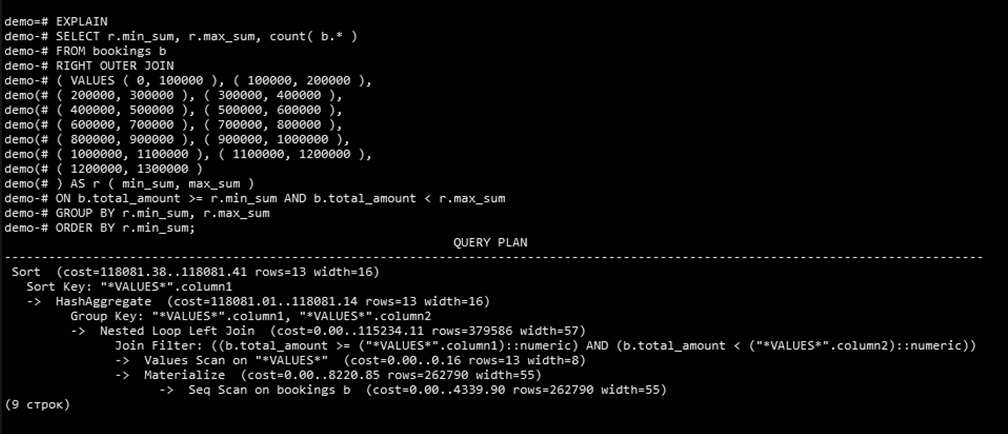 demo=# EXPLAIN
demo-# SELECT r.min_sum, r.max_sum, count( b.* )
demo-# FROM bookings b
demo-# RIGHT OUTER JOIN
demo-# ( VALUES ( 0, 100000 ), ( 100000, 200000 ),
demo(# ( 200000, 300000 ), ( 300000, 400000 ),
demo(# ( 400000, 500000 ), ( 500000, 600000 ),
demo(# ( 600000, 700000 ), ( 700000, 800000 ),
demo(# ( 800000, 900000 ), ( 900000, 1000000 ),
demo(# ( 1000000, 1100000 ), ( 1100000, 1200000 ),
demo(# ( 1200000, 1300000 )
demo(# ) AS r ( min_sum, max_sum )
demo-# ON b.total_amount >= r.min_sum AND b.total_amount < r.max_sum
demo-# GROUP BY r.min_sum, r.max_sum
demo-# ORDER BY r.min_sum;
QUERY PLAN
-----------------------------------------------------------------------------------------------------------------------------------
Sort  (cost=118081.38..118081.41 rows=13 width=16)
  Sort Key: "*VALUES*".column1
  ->  HashAggregate  (cost=118081.01..118081.14 rows=13 width=16)
        Group Key: "*VALUES*".column1, "*VALUES*".column2
        ->  Nested Loop Left Join  (cost=0.00..115234.11 rows=379586 width=57)
              Join Filter: ((b.total_amount >= ("*VALUES*".column1)::numeric) AND (b.total_amount < ("*VALUES*".column2)::numeric))
              ->  Values Scan on "*VALUES*"  (cost=0.00..0.16 rows=13 width=8)
              ->  Materialize  (cost=0.00..8220.85 rows=262790 width=55)
                    ->  Seq Scan on bookings b  (cost=0.00..4339.90 rows=262790 width=55)
(9 строк)